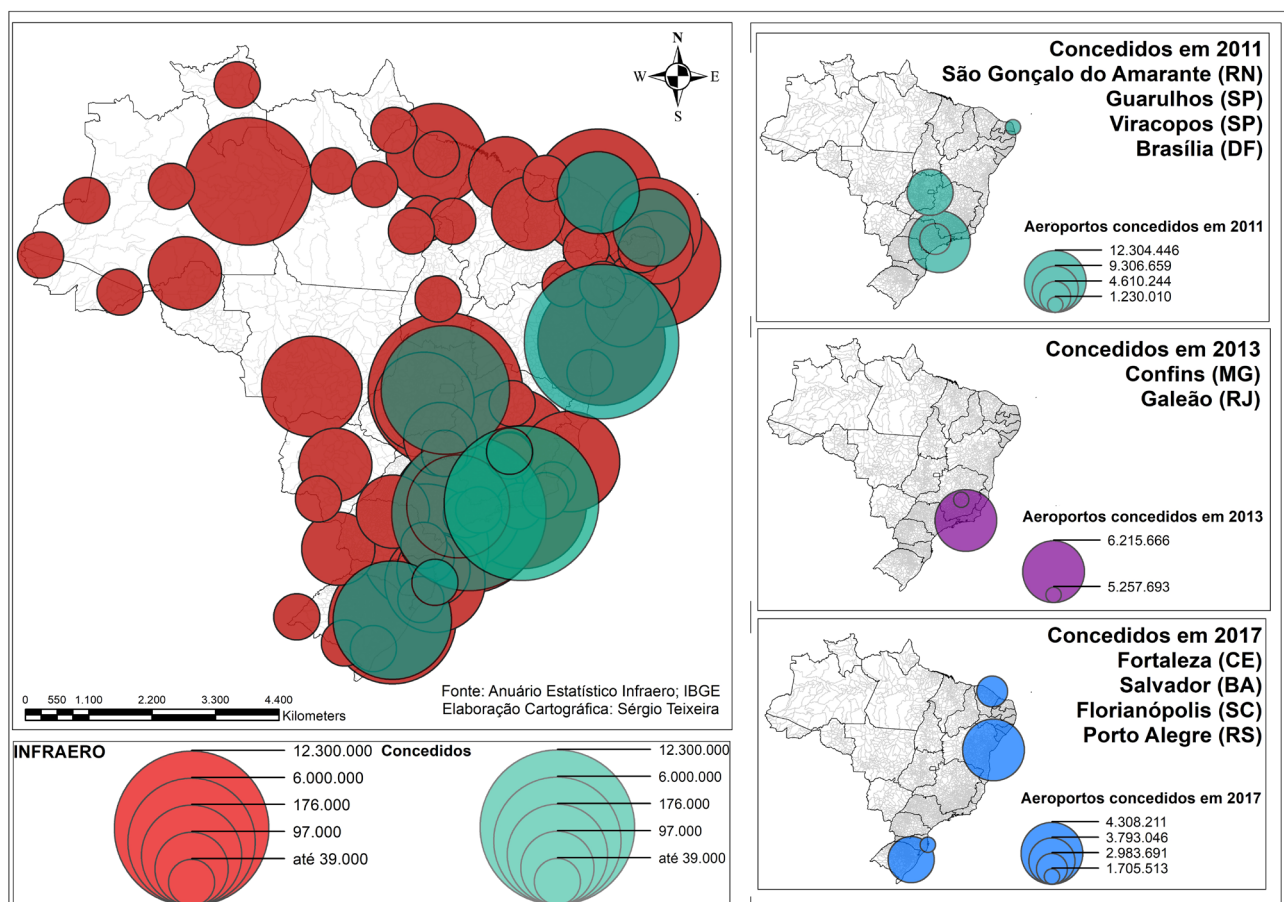 N
W
E
S
0 550 1.100 2.200 3.300 4.400
Kilometers
Fonte: Anuário Estatístico Infraero; IBGE
Elaboração Cartográfica: Sérgio Teixeira
INFRAERO
12.300.000
6.000.000
176.000
97.000
até 39.000
Concedidos
12.300.000
6.000.000
176.000
97.000
até 39.000
Concedidos em 2011
São Gonçalo do Amarante (RN)
Guarulhos (SP)
Viracopos (SP)
Brasília (DF)
Aeroportos concedidos em 2011
12.304.446
9.306.659
4.610.244
1.230.010
Concedidos em 2013
Confins (MG)
Galeão (RJ)
Aeroportos concedidos em 2013
6.215.666
5.257.693
Concedidos em 2017
Fortaleza (CE)
Salvador (BA)
Florianópolis (SC)
Porto Alegre (RS)
Aeroportos concedidos em 2017
4.308.211
3.793.046
2.983.691
1.705.513